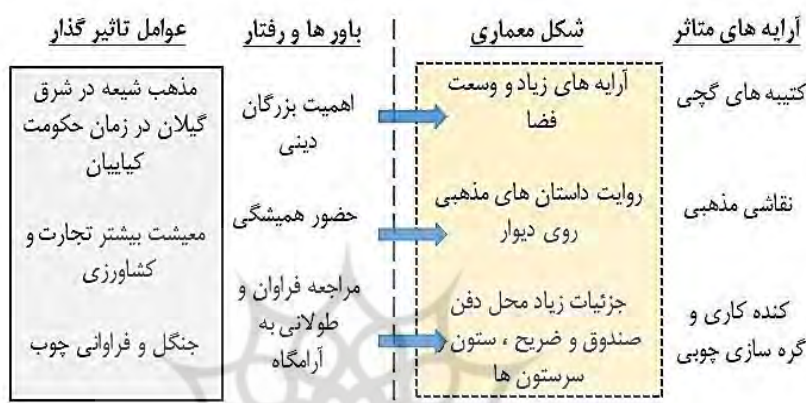 آرایه های متاثر
شکل معماری
باور ها و رفتار
عوامل تاثیر گذار
کتیبه های گچی
نقاشی مذهبی
کنده کاری و
گره سازی چوبی
آرایه های زیاد و وسعت
فضا
روایت داستان های مذهبی
روی دیوار
جزئیات زیاد محل دفن
صندوق و ضریح ، ستون و
سرستون ها
اهمیت بزرگان
دینی
حضور همیشگی
مراجعه فراوان و
طولانی به
آرامگاه
مذهب شیعه در شرق
گیلان در زمان حکومت
کیاییان
معیشت بیشتر تجارت و
کشاورزی
جنگل و فراوانی چوب